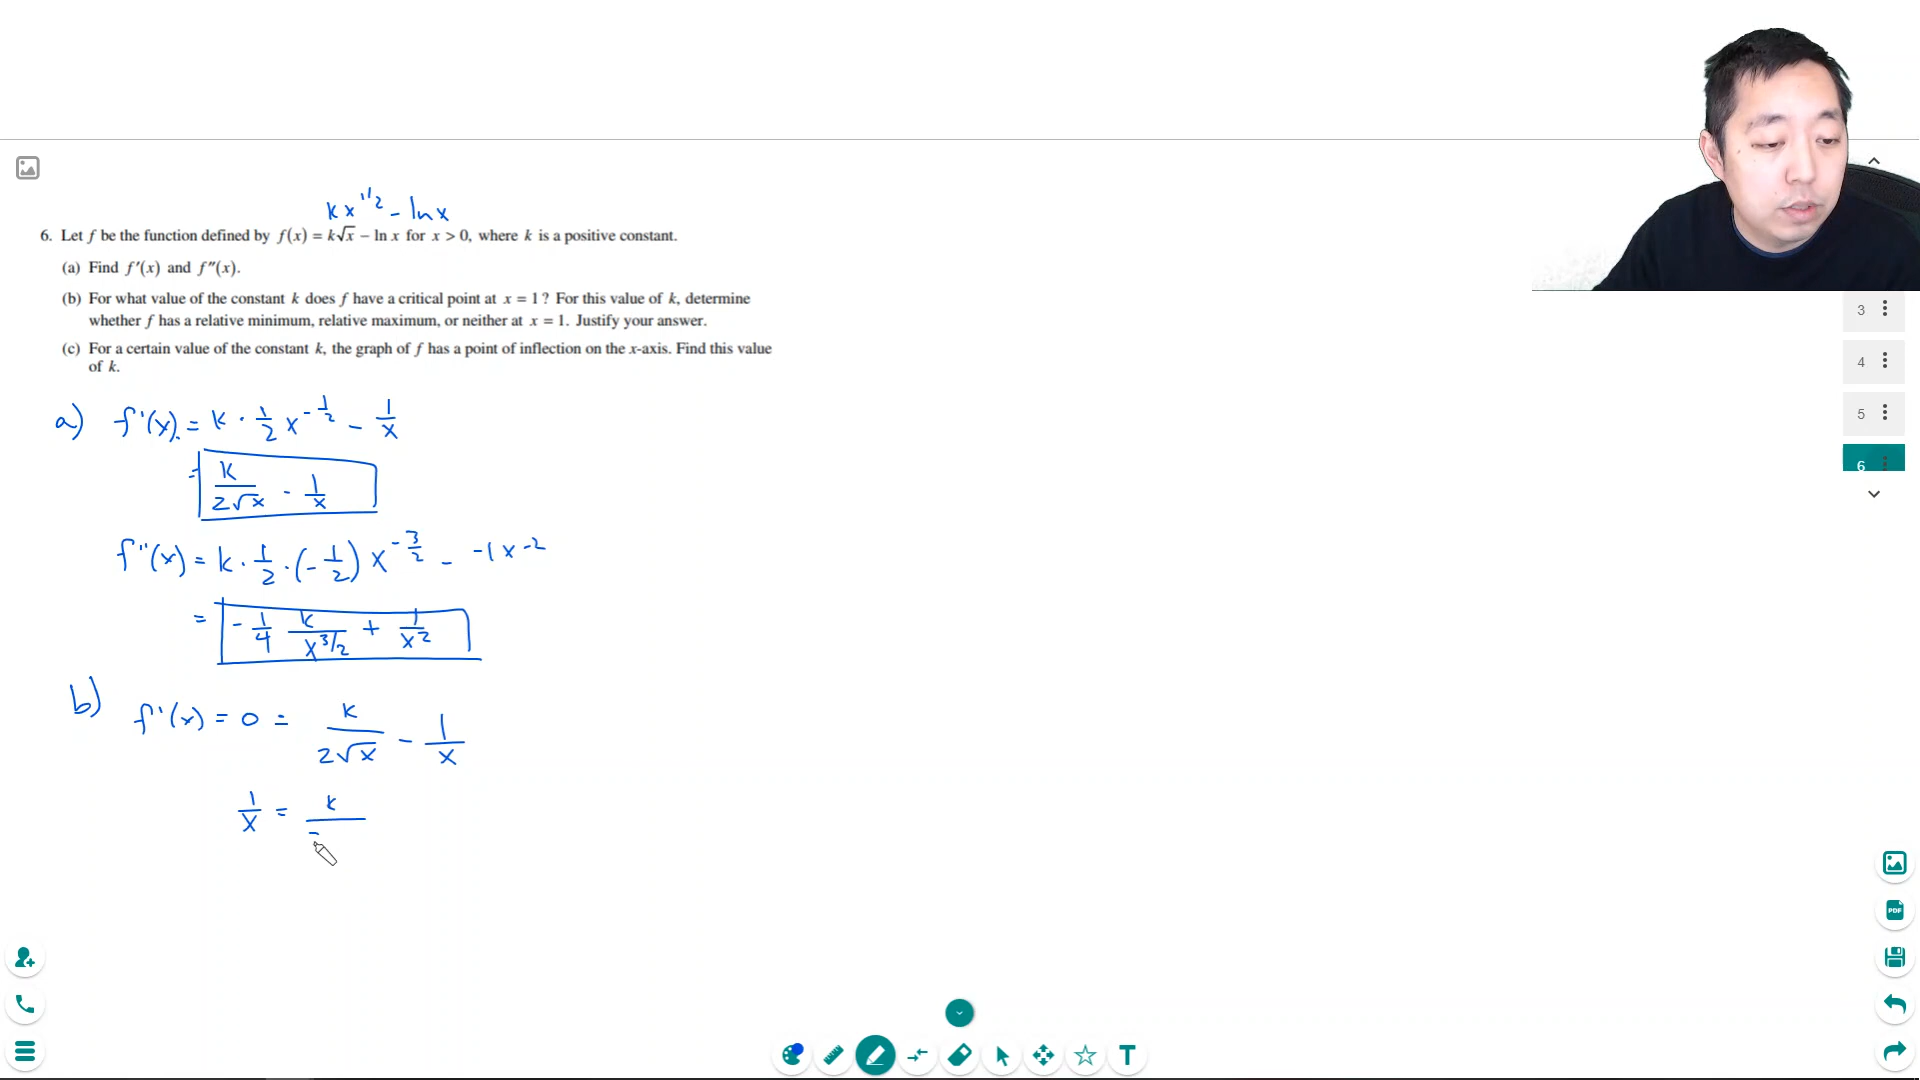 kx^1/2 - ln x
6. Let f be the function defined by f(x) = k√x − ln x for x > 0, where k is a positive constant.
(a) Find f′(x) and f″(x).
(b) For what value of the constant k does f have a critical point at x = 1? For this value of k, determine
whether f has a relative minimum, relative maximum, or neither at x = 1. Justify your answer.
(c) For a certain value of the constant k, the graph of f has a point of inflection on the x-axis. Find this value
of k.
a) f'(x) = k · 1/2 x^-1/2 - 1/x
= k/2√x - 1/x
f''(x) = k · 1/2 · (-1/2) x^-3/2 - -1x^-2
= -1/4 k/x^3/2 + 1/x^2
b) f'(x) = 0 = k/2√x - 1/x
1/x = k/
3
4
5
6
PDF
T